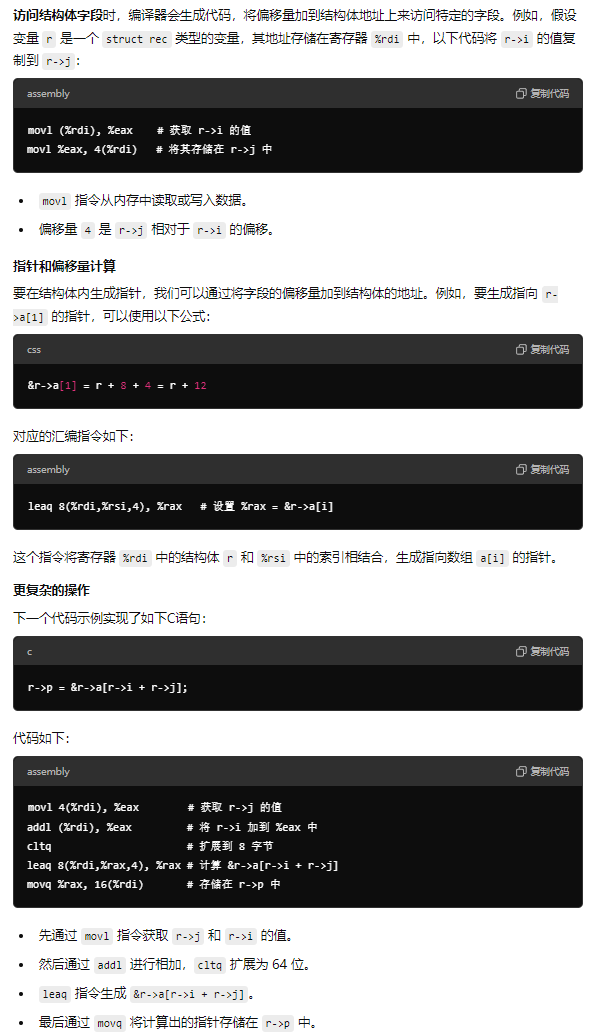 访问结构体字段时，编译器会生成代码，将偏移量加到结构体地址上来访问特定的字段。例如，假设
变量 r 是一个 struct rec 类型的变量，其地址存储在寄存器 %rdi 中，以下代码将 r->i 的值复
制到 r->j：
assembly 复制代码
movl (%rdi), %eax    # 获取 r->i 的值
movl %eax, 4(%rdi)   # 将其存储在 r->j 中
• movl 指令从内存中读取或写入数据。
• 偏移量 4 是 r->j 相对于 r->i 的偏移。
指针和偏移量计算
要在结构体内生成指针，我们可以通过将字段的偏移量加到结构体的地址。例如，要生成指向 r-
>a[1] 的指针，可以使用以下公式：
css 复制代码
&r->a[1] = r + 8 + 4 = r + 12
对应的汇编指令如下：
assembly 复制代码
leaq 8(%rdi,%rsi,4), %rax   # 设置 %rax = &r->a[i]
这个指令将寄存器 %rdi 中的结构体 r 和 %rsi 中的索引相结合，生成指向数组 a[i] 的指针。
更复杂的操作
下一个代码示例实现了如下C语句：
c 复制代码
r->p = &r->a[r->i + r->j];
代码如下：
assembly 复制代码
movl 4(%rdi), %eax        # 获取 r->j 的值
addl (%rdi), %eax         # 将 r->i 加到 %eax 中
cltq                      # 扩展到 8 字节
leaq 8(%rdi,%rax,4), %rax # 计算 &r->a[r->i + r->j]
movq %rax, 16(%rdi)       # 存储在 r->p 中
• 先通过 movl 指令获取 r->j 和 r->i 的值。
• 然后通过 addl 进行相加，cltq 扩展为 64 位。
• leaq 指令生成 &r->a[r->i + r->j]。
• 最后通过 movq 将计算出的指针存储在 r->p 中。